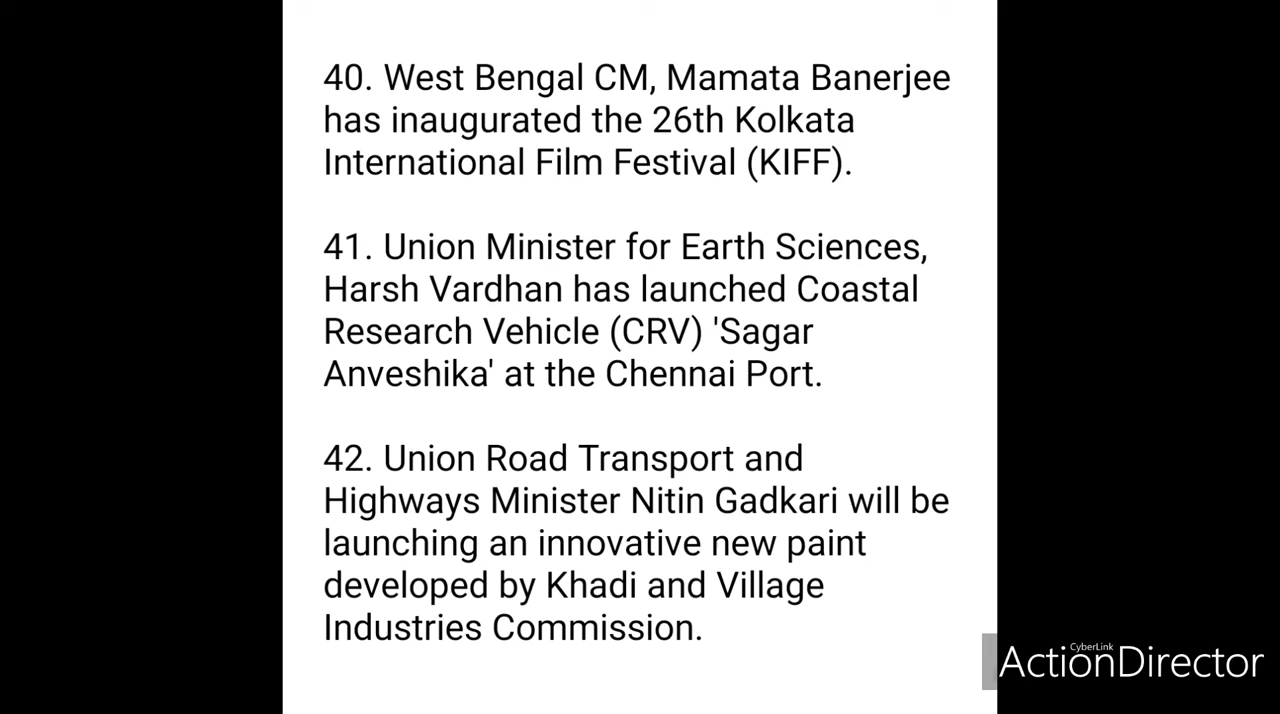 40. West Bengal CM, Mamata Banerjee
has inaugurated the 26th Kolkata
International Film Festival (KIFF).
41. Union Minister for Earth Sciences,
Harsh Vardhan has launched Coastal
Research Vehicle (CRV) 'Sagar
Anveshika' at the Chennai Port.
42. Union Road Transport and
Highways Minister Nitin Gadkari will be
launching an innovative new paint
developed by Khadi and Village
Industries Commission.
CyberLink
ActionDirector